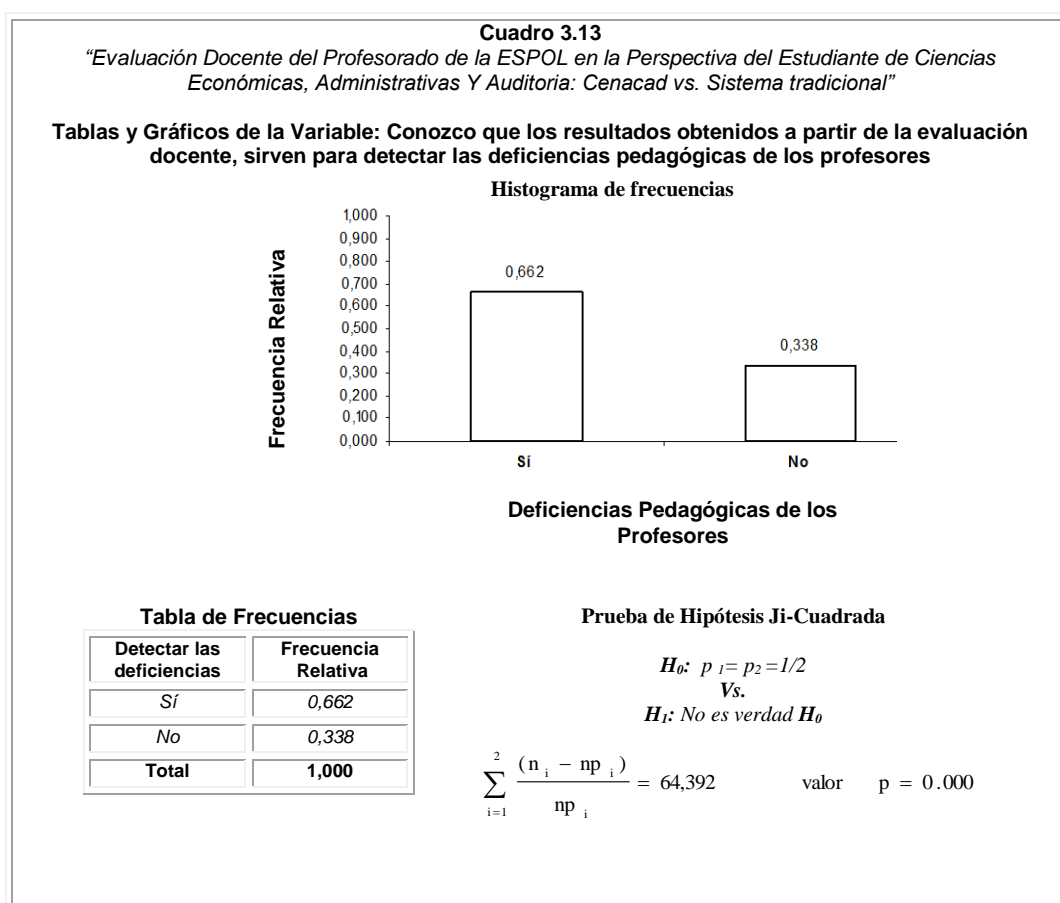 Cuadro 3.13
“Evaluación Docente del Profesorado de la ESPOL en la Perspectiva del Estudiante de Ciencias
Económicas, Administrativas Y Auditoria: Cenacad vs. Sistema tradicional”
Tablas y Gráficos de la Variable: Conozco que los resultados obtenidos a partir de la evaluación
docente, sirven para detectar las deficiencias pedagógicas de los profesores
Histograma de frecuencias
Frecuencia Relativa
1,000
0,900
0,800
0,700
0,600
0,500
0,400
0,300
0,200
0,100
0,000
0,662
0,338
Sí No
Deficiencias Pedagógicas de los
Profesores
Tabla de Frecuencias
Detectar las deficiencias Frecuencia Relativa
Sí 0,662
No 0,338
Total 1,000
Prueba de Hipótesis Ji-Cuadrada
H0: p 1= p2 =1/2
Vs.
H1: No es verdad H0
∑ i=1 2 (n i − np i) / np i = 64,392 valor p = 0.000